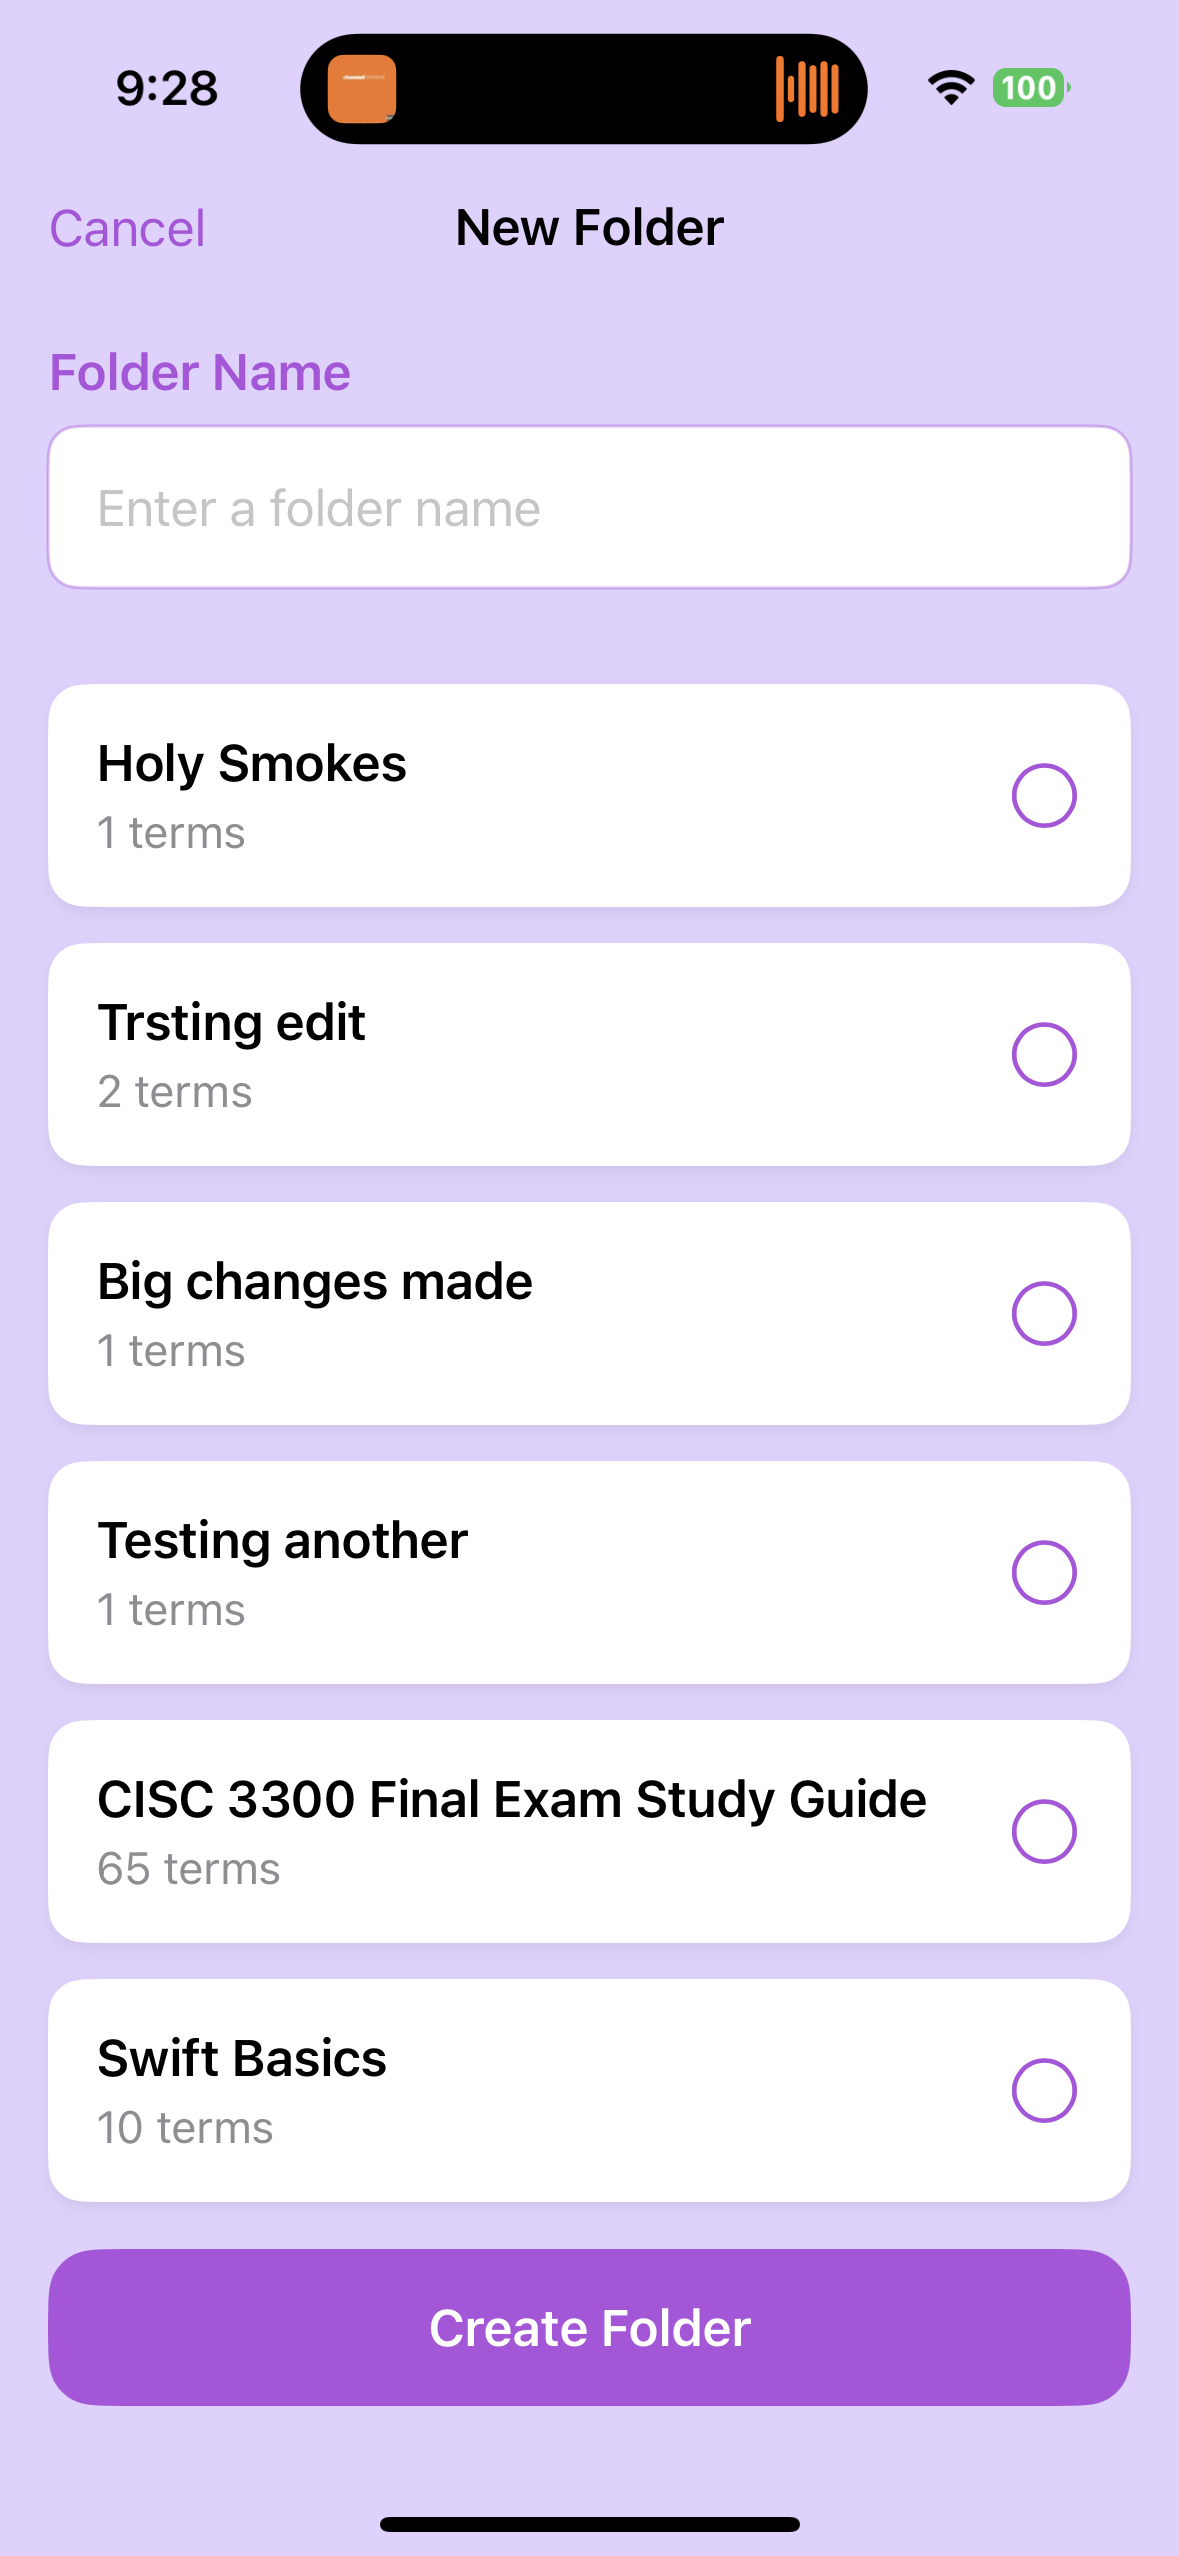 9:28
100
Cancel
New Folder
Folder Name
Enter a folder name
Holy Smokes
1 terms
Trsting edit
2 terms
Big changes made
1 terms
Testing another
1 terms
CISC 3300 Final Exam Study Guide
65 terms
Swift Basics
10 terms
Create Folder